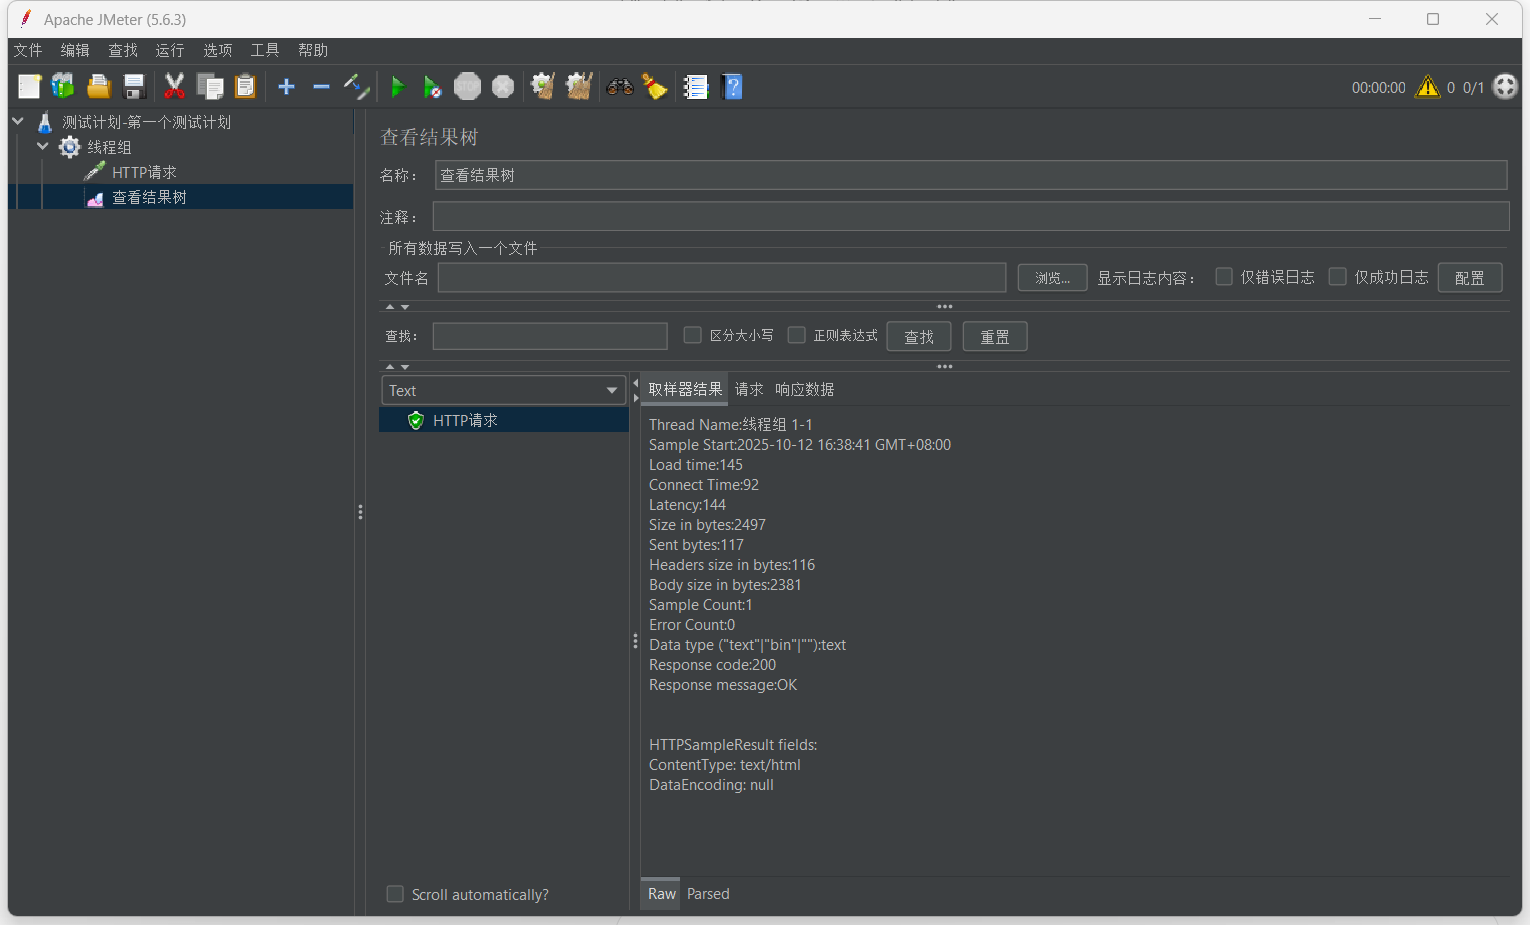 Apache JMeter (5.6.3)
文件 编辑 查找 运行 选项 工具 帮助
STOP
00:00:00 0 0/1
测试计划-第一个测试计划
线程组
HTTP请求
查看结果树
查看结果树
名称： 查看结果树
注释：
所有数据写入一个文件
文件名 浏览... 显示日志内容： 仅错误日志 仅成功日志 配置
查找： 区分大小写 正则表达式 查找 重置
Text
HTTP请求
Scroll automatically?
取样器结果 请求 响应数据
Thread Name:线程组 1-1
Sample Start:2025-10-12 16:38:41 GMT+08:00
Load time:145
Connect Time:92
Latency:144
Size in bytes:2497
Sent bytes:117
Headers size in bytes:116
Body size in bytes:2381
Sample Count:1
Error Count:0
Data type ("text"|"bin"|""):text
Response code:200
Response message:OK
HTTPSampleResult fields:
ContentType: text/html
DataEncoding: null
Raw Parsed